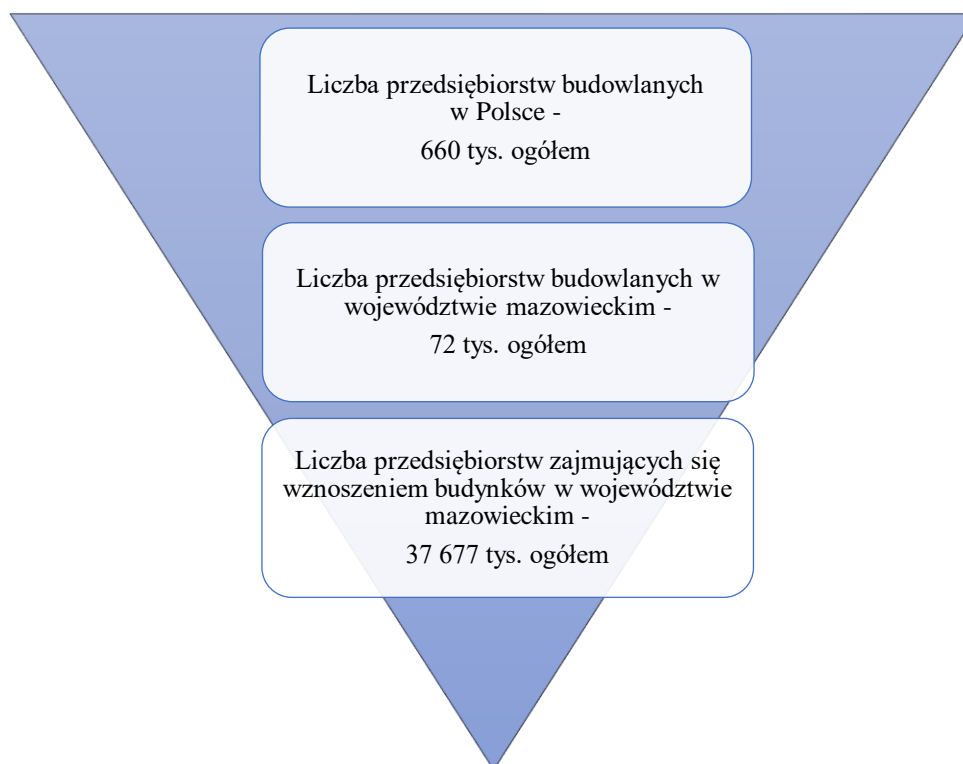 Liczba przedsiębiorstw budowlanych
w Polsce -
660 tys. ogółem
Liczba przedsiębiorstw budowlanych w
województwie mazowieckim -
72 tys. ogółem
Liczba przedsiębiorstw zajmujących się
wznoszeniem budynków w województwie
mazowieckim -
37 677 tys. ogółem